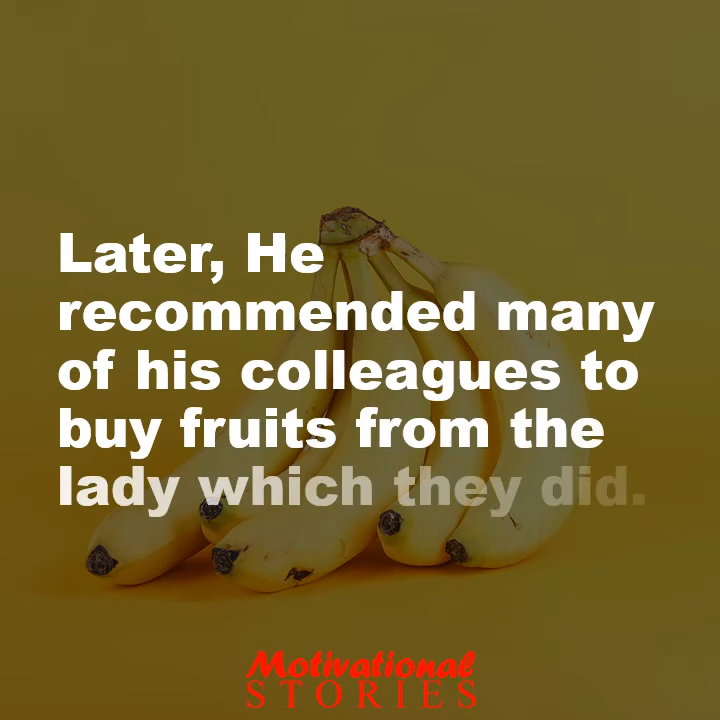 Later, He
recommended many
of his colleagues to
buy fruits from the
lady which they did.
Motivational
STORIES